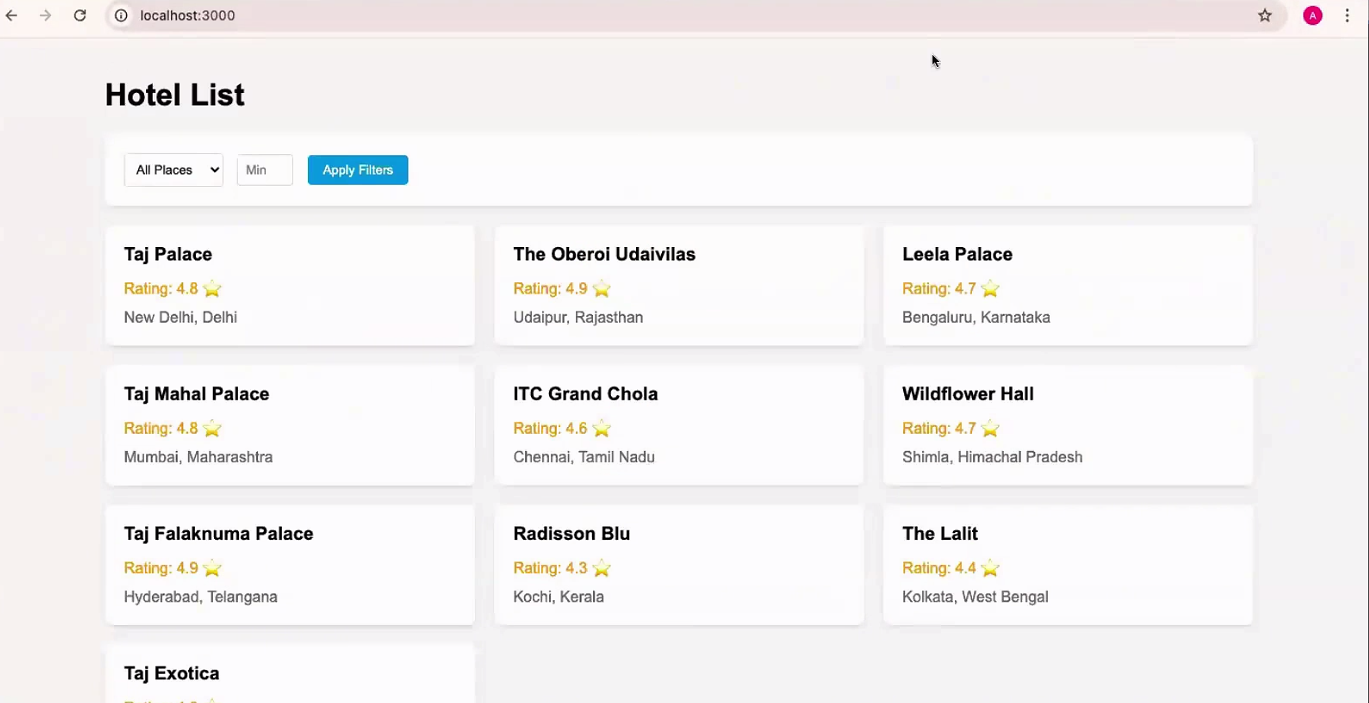 localhost:3000
A
Hotel List
All Places
Min
Apply Filters
Taj Palace
Rating: 4.8 ⭐
New Delhi, Delhi
The Oberoi Udaivilas
Rating: 4.9 ⭐
Udaipur, Rajasthan
Leela Palace
Rating: 4.7 ⭐
Bengaluru, Karnataka
Taj Mahal Palace
Rating: 4.8 ⭐
Mumbai, Maharashtra
ITC Grand Chola
Rating: 4.6 ⭐
Chennai, Tamil Nadu
Wildflower Hall
Rating: 4.7 ⭐
Shimla, Himachal Pradesh
Taj Falaknuma Palace
Rating: 4.9 ⭐
Hyderabad, Telangana
Radisson Blu
Rating: 4.3 ⭐
Kochi, Kerala
The Lalit
Rating: 4.4 ⭐
Kolkata, West Bengal
Taj Exotica